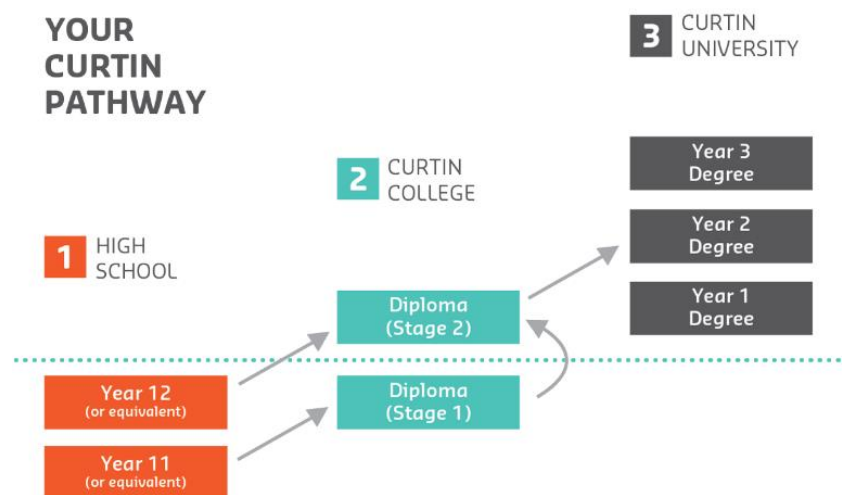 YOUR
CURTIN
PATHWAY
1
HIGH
SCHOOL
Year 12
(or equivalent)
Year 11
(or equivalent)
2
CURTIN
COLLEGE
Diploma
(Stage 2)
Diploma
(Stage 1)
3
CURTIN
UNIVERSITY
Year 3
Degree
Year 2
Degree
Year 1
Degree